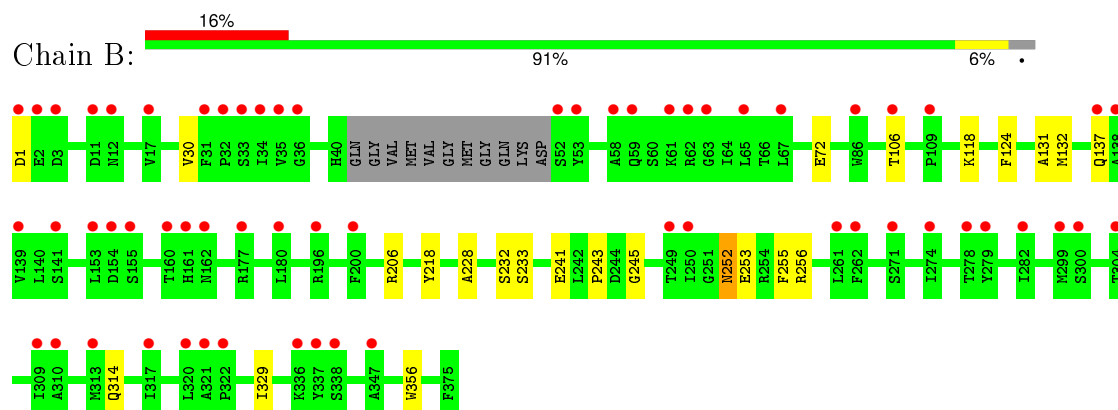 16%
Chain B:
91%
6%
•
D1 E2 D3 D11 N12 V17 V30 F31 P32 S33 I34 V35 G36 H40 GLN GLY VAL MET VAL GLY MET GLY GLN LYS ASP S52 Y53 A58 Q59 S60 K61 R62 G63 I64 L65 T66 L67 E72 W86 T106 P109 K118 F124 A131 M132 Q137 A138
V139 L140 S141 L153 D154 S155 T160 H161 N162 R177 L180 R196 F200 R206 Y218 A228 S232 S233 E241 L242 P243 D244 G245 T249 I250 G251 N252 E253 R254 F255 R256 L261 F262 S271 I274 T278 Y279 I282 M299 S300 T304
I309 A310 M313 Q314 I317 L320 A321 P322 I329 K336 Y337 S338 A347 W356 F375